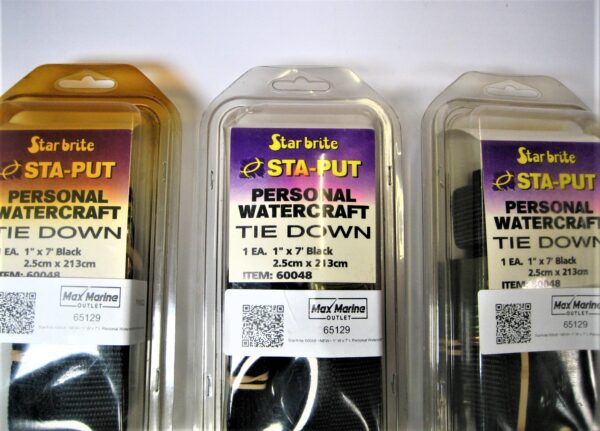 Star brite
STA-PUT
PERSONAL
WATERCRAFT
TIE DOWN
1 EA. 1" x 7' Black
2.5cm x 213cm
ITEM: 60048
Max Marine
OUTLET
65129
Star brite
STA-PUT
PERSONAL
WATERCRAFT
TIE DOWN
1 EA. 1" x 7' Black
2.5cm x 213cm
ITEM: 60048
Max Marine
OUTLET
65129
Star brite
STA-PUT
PERSONAL
WATERCRAFT
TIE DOWN
1 EA. 1" x 7' Black
2.5cm x 213cm
ITEM: 60048
Max Marine
OUTLET
65129